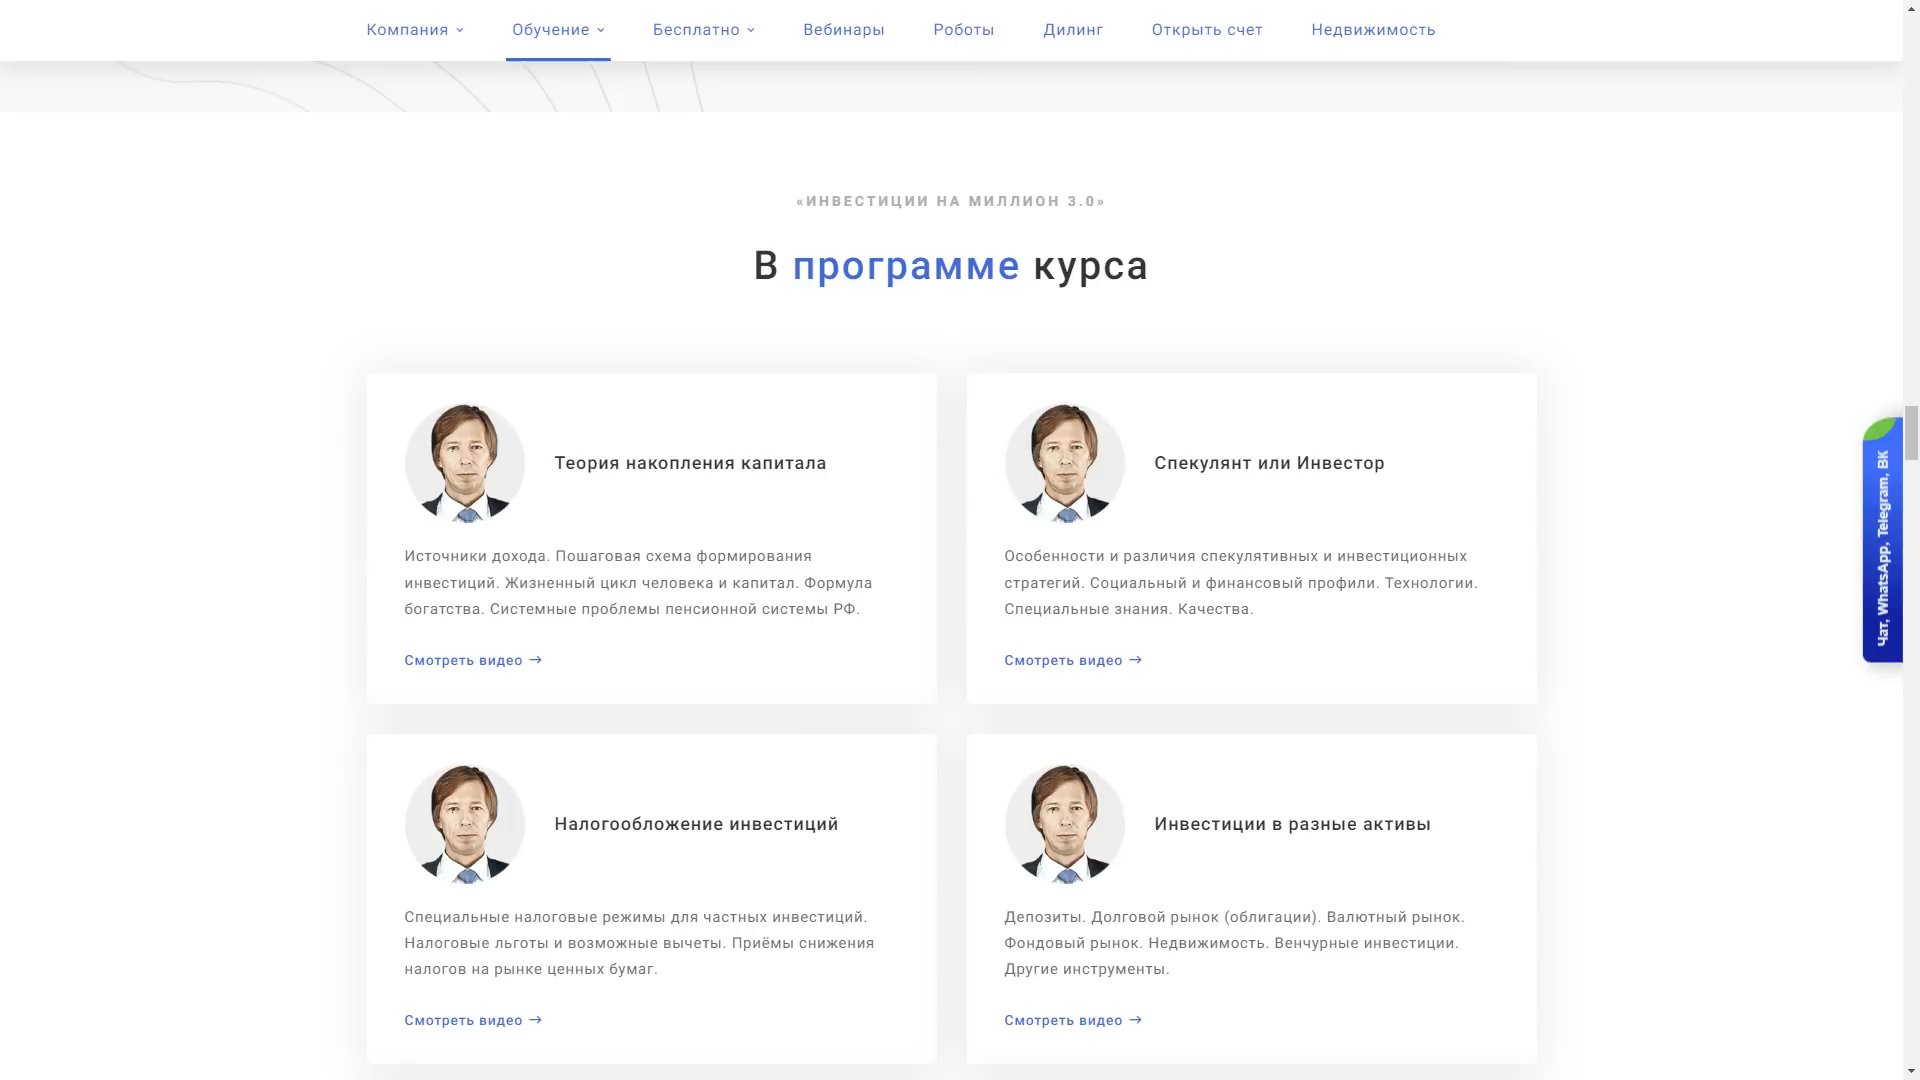 Компания
Обучение
Бесплатно
Вебинары
Роботы
Дилинг
Открыть счет
Недвижимость
«ИНВЕСТИЦИИ НА МИЛЛИОН 3.0»
В программе курса
Теория накопления капитала
Источники дохода. Пошаговая схема формирования
инвестиций. Жизненный цикл человека и капитал. Формула
богатства. Системные проблемы пенсионной системы РФ.
Смотреть видео →
Спекулянт или Инвестор
Особенности и различия спекулятивных и инвестиционных
стратегий. Социальный и финансовый профили. Технологии.
Специальные знания. Качества.
Смотреть видео →
Чат, WhatsApp, Telegram, ВК
Налогообложение инвестиций
Специальные налоговые режимы для частных инвестиций.
Налоговые льготы и возможные вычеты. Приёмы снижения
налогов на рынке ценных бумаг.
Смотреть видео →
Инвестиции в разные активы
Депозиты. Долговой рынок (облигации). Валютный рынок.
Фондовый рынок. Недвижимость. Венчурные инвестиции.
Другие инструменты.
Смотреть видео →